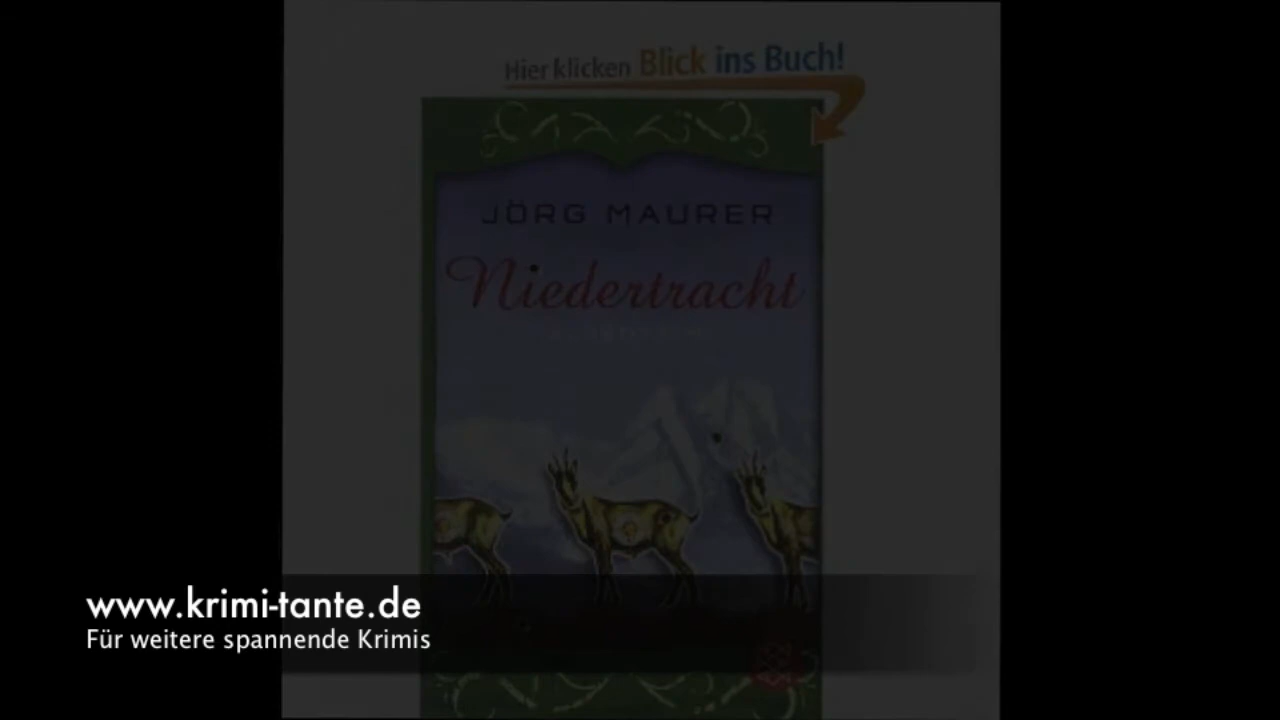 Hier klicken Blick ins Buch!
JÖRG MAURER
Niedertracht
www.krimi-tante.de
Für weitere spannende Krimis